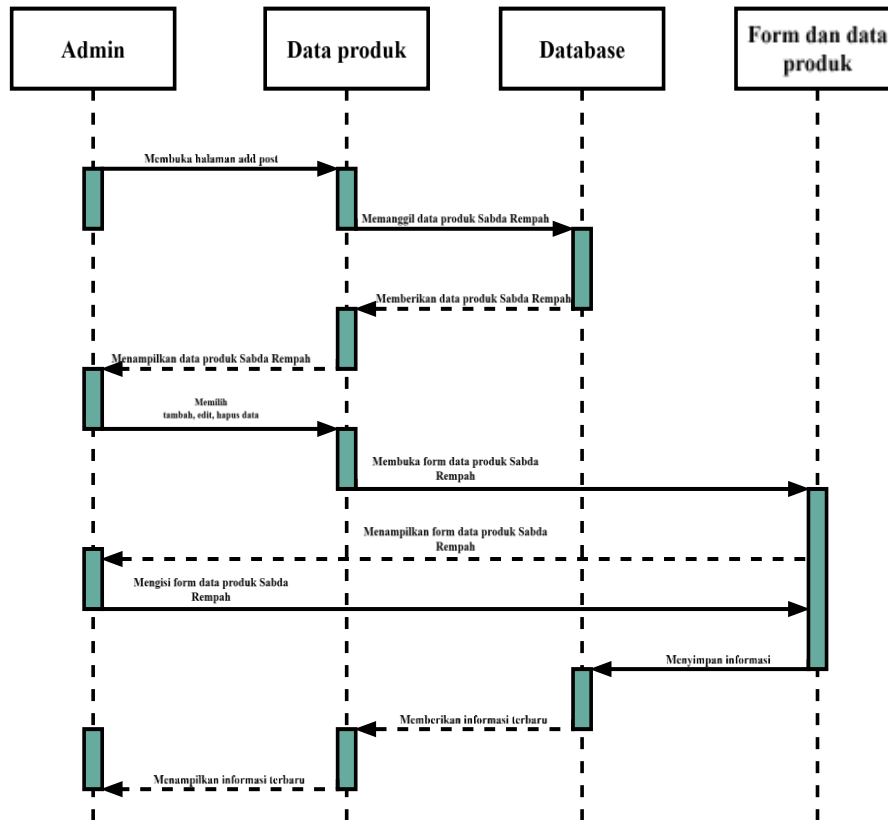 Admin
Data produk
Database
Form dan data
produk
Membuka halaman add post
Memanggil data produk Sabda Rempah
Memberikan data produk Sabda Rempah
Menampilkan data produk Sabda Rempah
Memilih
tambah, edit, hapus data
Membuka form data produk Sabda
Rempah
Menampilkan form data produk Sabda
Rempah
Mengisi form data produk Sabda
Rempah
Menyimpan informasi
Memberikan informasi terbaru
Menampilkan informasi terbaru